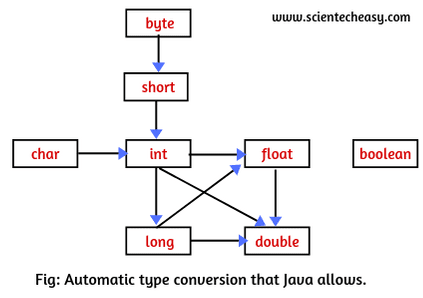 byte
www.scientecheasy.com
short
char
int
float
boolean
long
double
Fig: Automatic type conversion that Java allows.